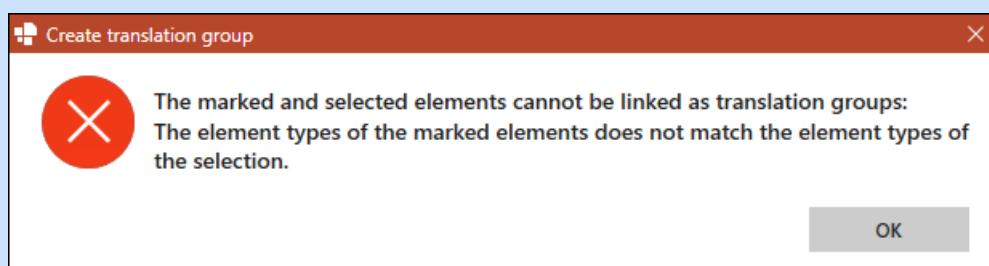 Create translation group
The marked and selected elements cannot be linked as translation groups:
The element types of the marked elements does not match the element types of
the selection.
OK